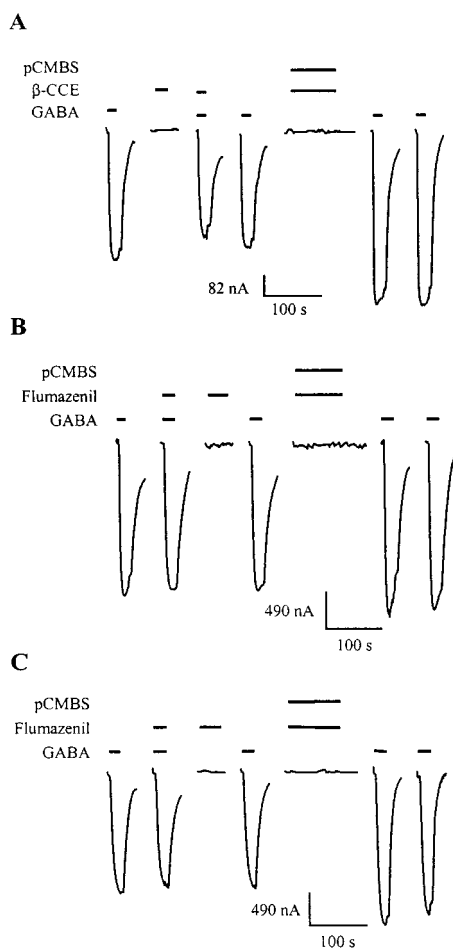 A
pCMBS
β-CCE
GABA
82 nA
100 s
B
pCMBS
Flumazenil
GABA
490 nA
100 s
C
pCMBS
Flumazenil
GABA
490 nA
100 s